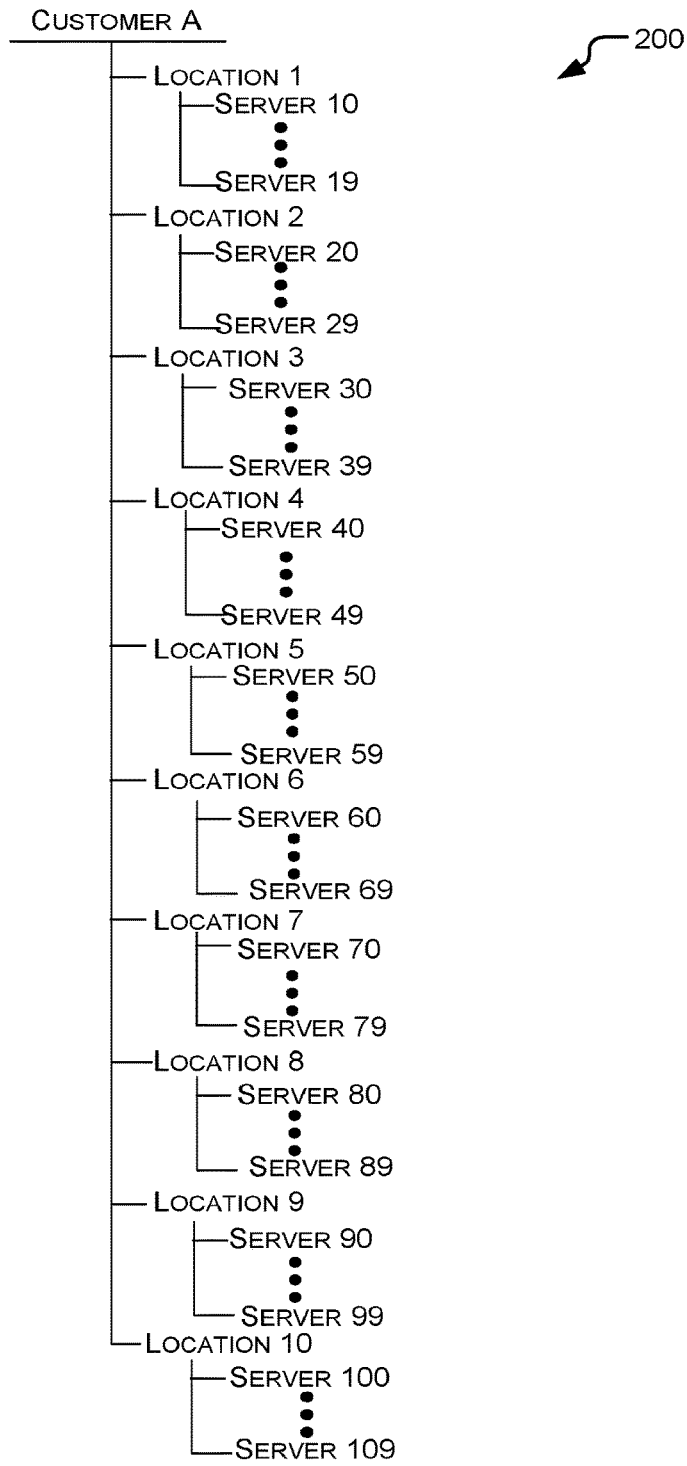 CUSTOMER A
200
LOCATION 1
SERVER 10
SERVER 19
LOCATION 2
SERVER 20
SERVER 29
LOCATION 3
SERVER 30
SERVER 39
LOCATION 4
SERVER 40
SERVER 49
LOCATION 5
SERVER 50
SERVER 59
LOCATION 6
SERVER 60
SERVER 69
LOCATION 7
SERVER 70
SERVER 79
LOCATION 8
SERVER 80
SERVER 89
LOCATION 9
SERVER 90
SERVER 99
LOCATION 10
SERVER 100
SERVER 109